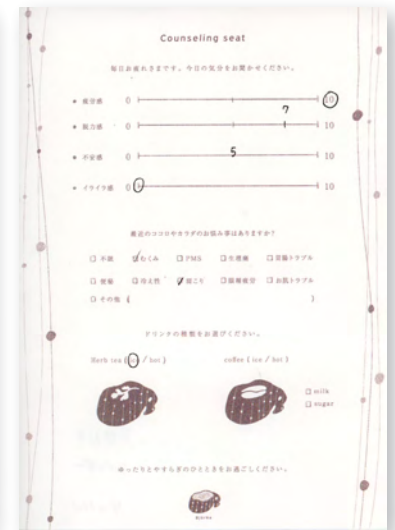 Counseling seat
毎日お疲れさまです。今日の気分をお聞かせください。
疲労感 0 10
7
脱力感 0 10
不安感 0 5 10
イライラ感 0 10
最近のココロやカラダのお悩み事はありますか?
不眠 むくみ PMS 生理痛 胃腸トラブル
便秘 冷え性 肩こり 眼精疲労 お肌トラブル
その他 ( )
ドリンクの種類をお選びください。
Herb tea ( ice / hot ) coffee ( ice / hot )
milk
sugar
ゆったりとやすらぎのひとときをお過ごしください。